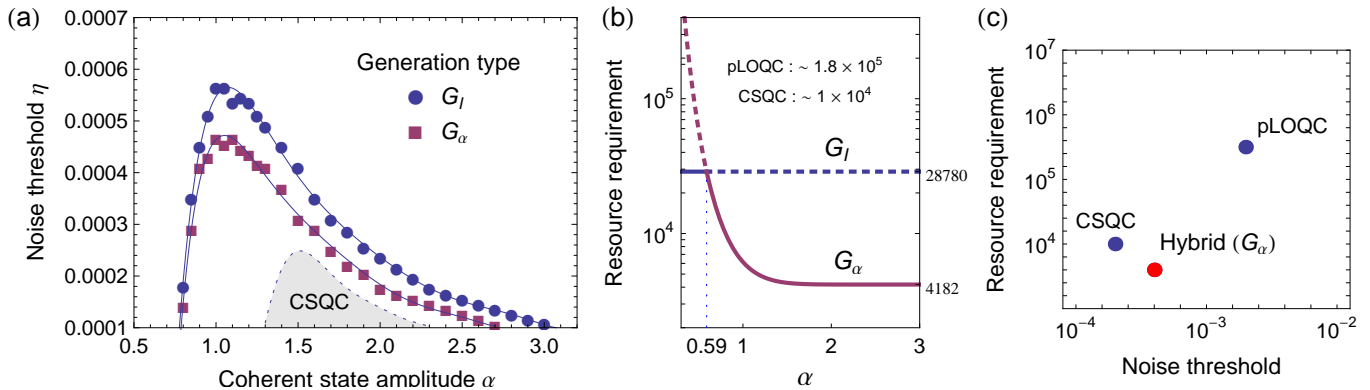 (a)
0.0007
0.0006
0.0005
0.0004
0.0003
0.0002
0.0001
Noise threshold η
Generation type
G_I
G_α
CSQC
0.5 1.0 1.5 2.0 2.5 3.0
Coherent state amplitude α
(b)
Resource requirement
10^5
10^4
pLOQC : ~ 1.8 × 10^5
CSQC : ~ 1 × 10^4
G_I
28780
G_α
4182
0.59 1 2 3
α
(c)
Resource requirement
10^7
10^6
10^5
10^4
pLOQC
CSQC
Hybrid (G_α)
10^-4 10^-3 10^-2
Noise threshold